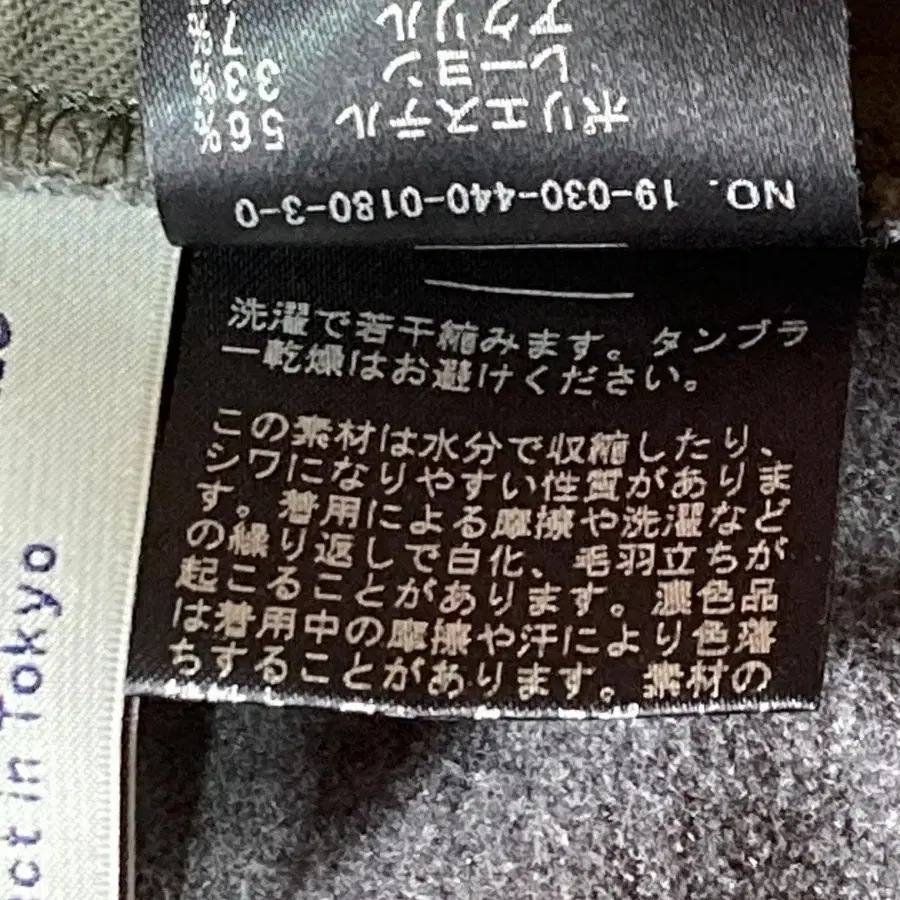 NO. 19-030-440-0180-3-0
ポリエステル 56%
レーヨン 33%
アクリル 7%
洗濯で若干縮みます。タンブラ
ー乾燥はお避けください。
この素材は水分で収縮したり、
シワになりやすい性質がありま
す。着用による摩擦や洗濯など
の繰り返しで白化、毛羽立ちが
起こることがあります。濃色品
は着用中の摩擦や汗により色落
ちすることがあります。素材の
in Tokyo